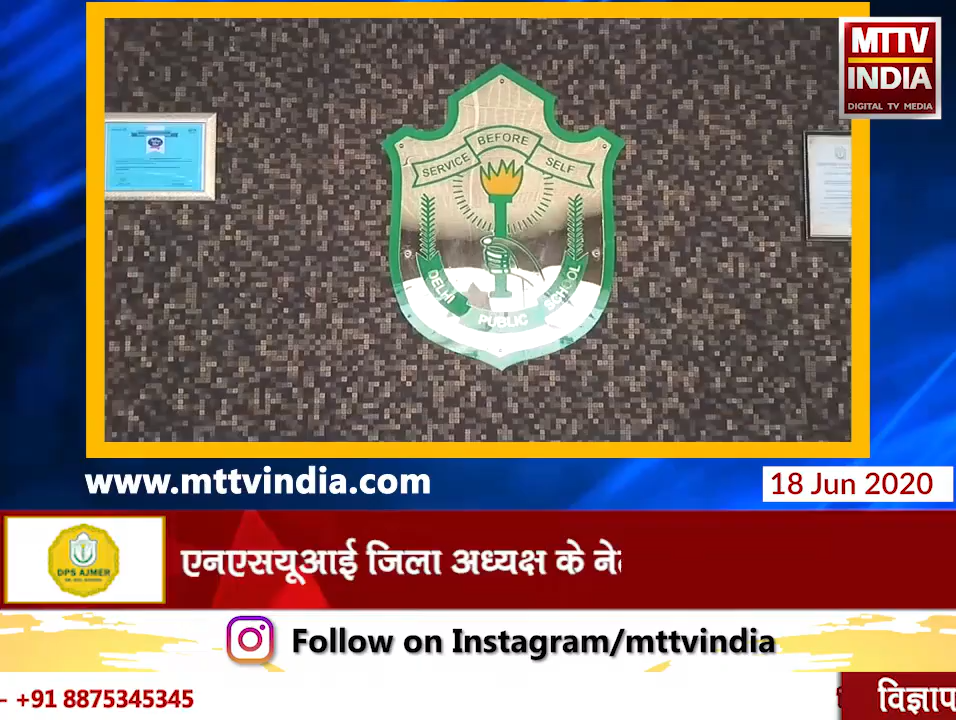 MTTV
INDIA
DIGITAL TV MEDIA
SERVICE BEFORE SELF
DELHI PUBLIC SCHOOL
www.mttvindia.com
18 Jun 2020
DPS AJMER
एनएसयूआई जिला अध्यक्ष के
Follow on Instagram/mttvindia
- +91 8875345345